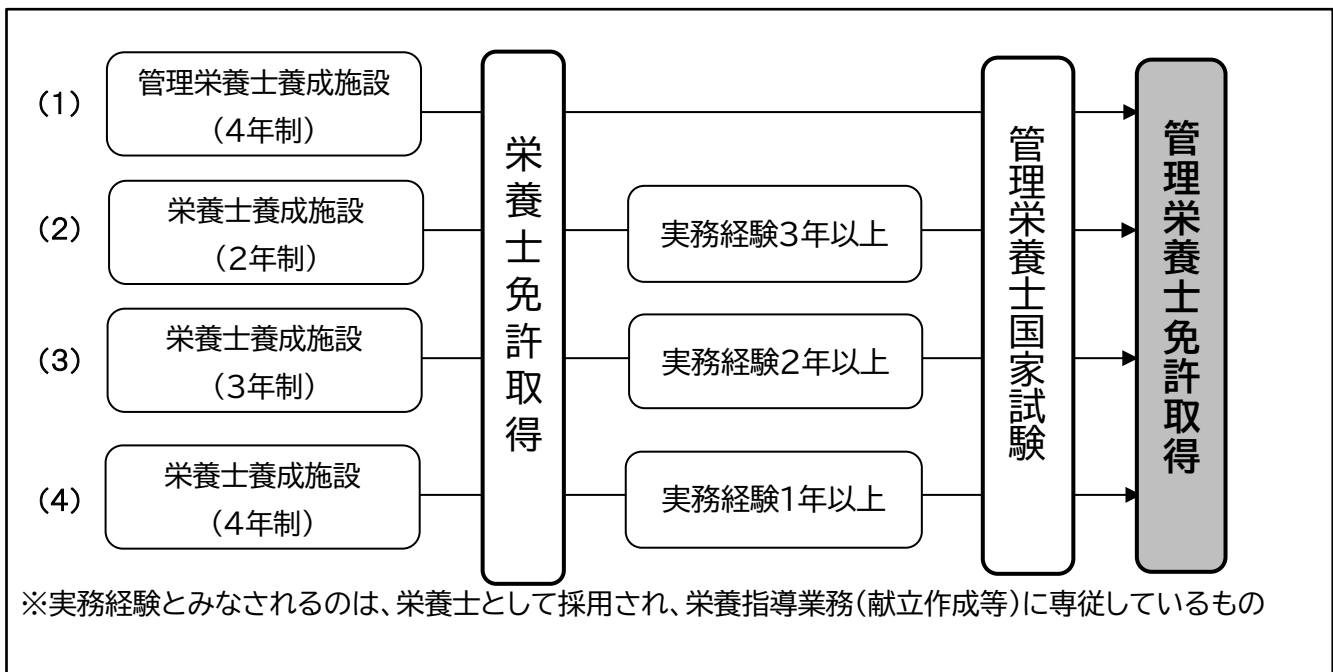 (1)
管理栄養士養成施設
(4年制)
(2)
栄養士養成施設
(2年制)
実務経験3年以上
(3)
栄養士養成施設
(3年制)
実務経験2年以上
(4)
栄養士養成施設
(4年制)
実務経験1年以上
栄養士免許取得
管理栄養士国家試験
管理栄養士免許取得
※実務経験とみなされるのは、栄養士として採用され、栄養指導業務(献立作成等)に専従しているもの